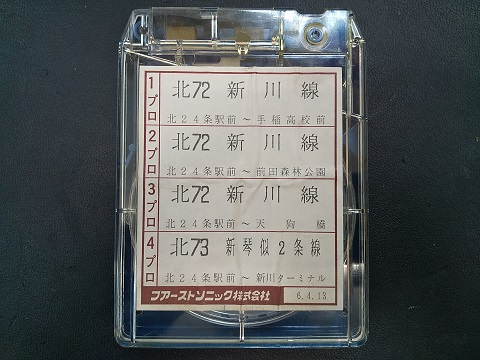 1プロ
北72 新川線
北24条駅前～手稲高校前
2プロ
北72 新川線
北24条駅前～前田森林公園
3プロ
北72 新川線
北24条駅前～天狗橋
4プロ
北73 新琴似2条線
北24条駅前～新川ターミナル
フアーストソニック株式会社 6.4.13